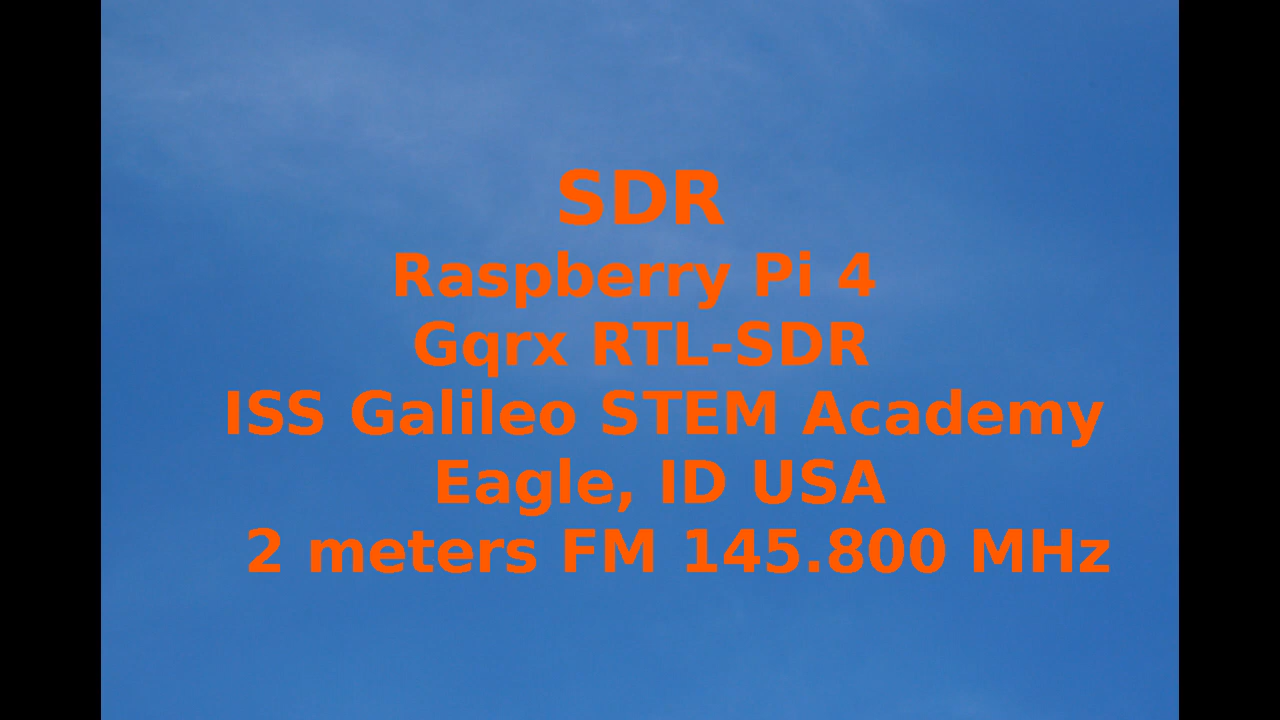 SDR
Raspberry Pi 4
Gqrx RTL-SDR
ISS Galileo STEM Academy
Eagle, ID USA
2 meters FM 145.800 MHz